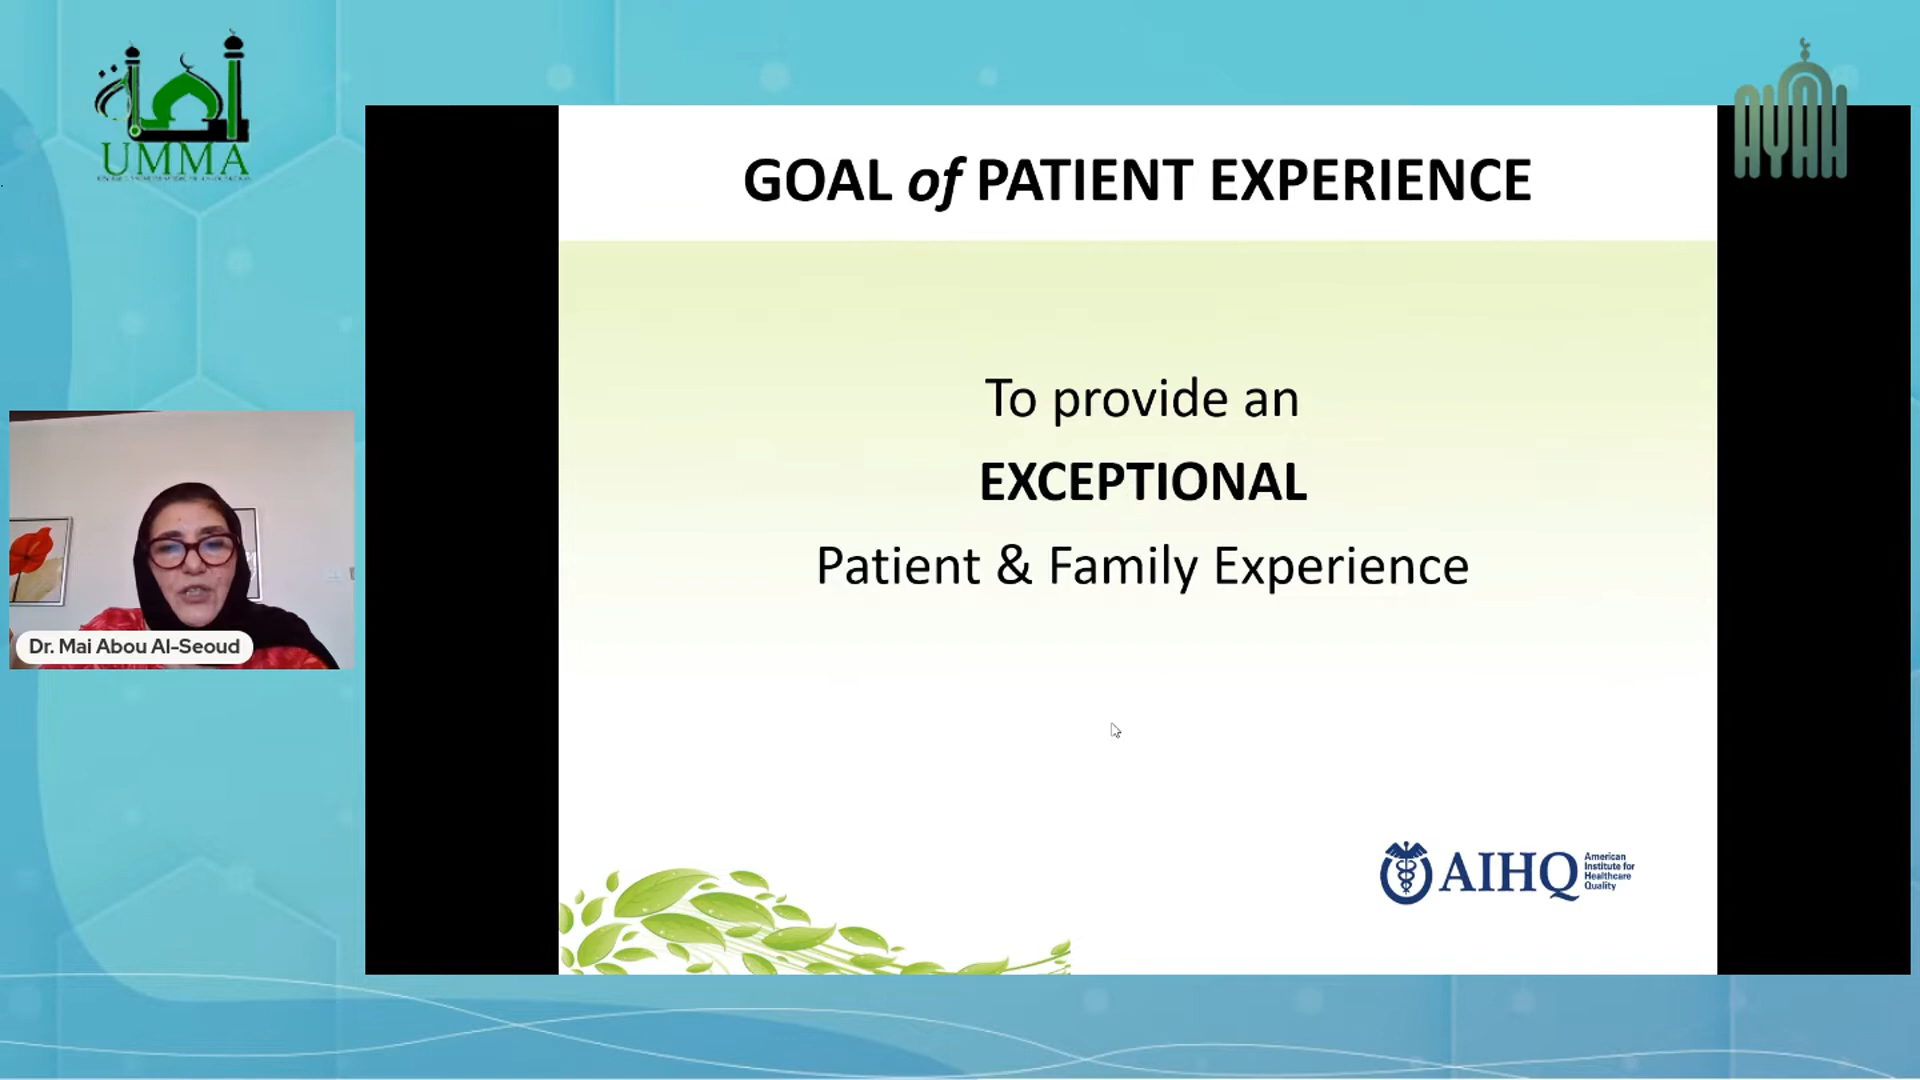 امة
UMMA
AYAH
GOAL of PATIENT EXPERIENCE
To provide an
EXCEPTIONAL
Patient & Family Experience
Dr. Mai Abou Al-Seoud
AIHQ
American
Institute for
Healthcare
Quality